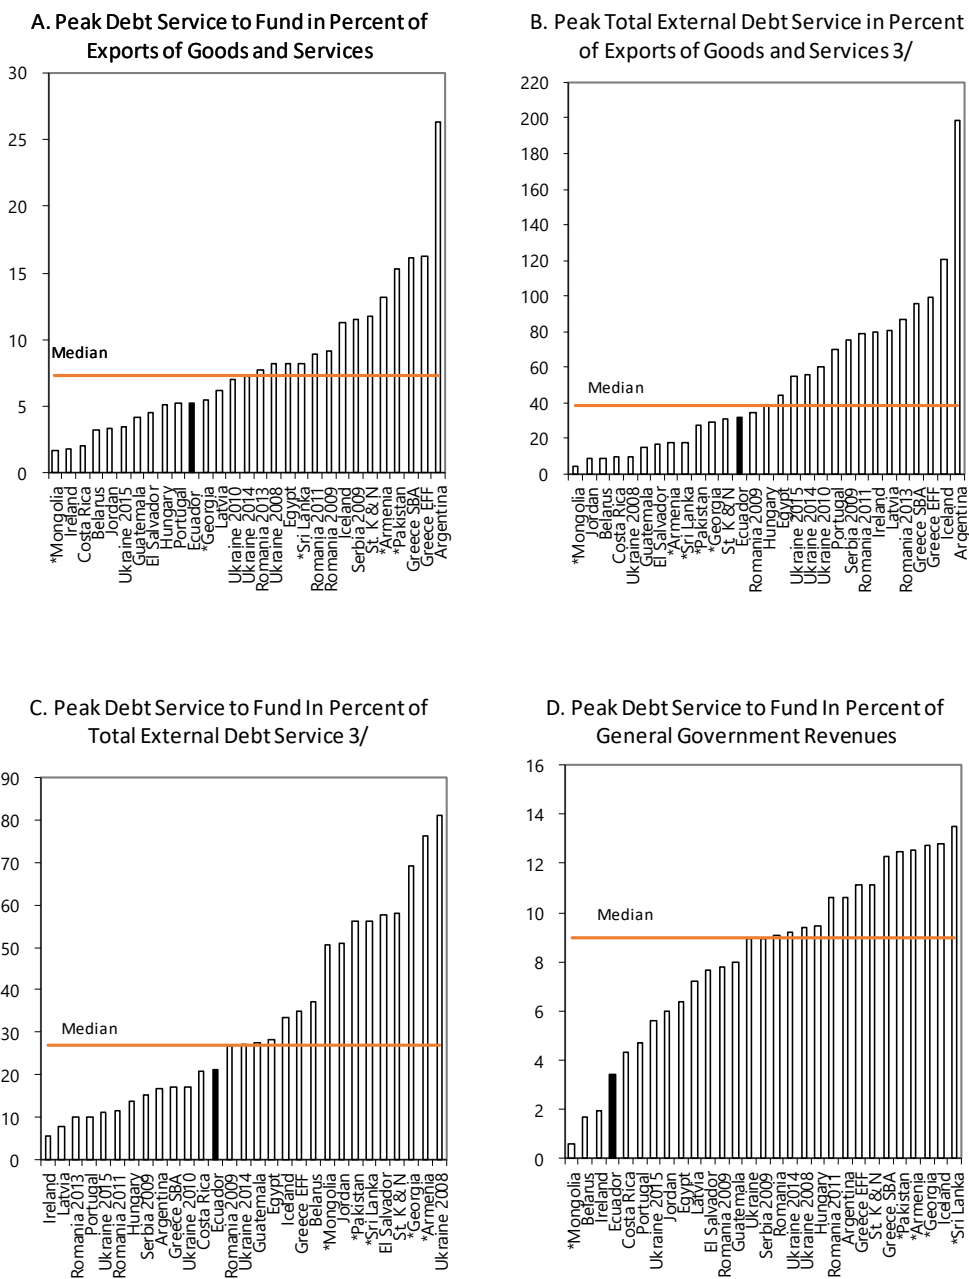 A. Peak Debt Service to Fund in Percent of
Exports of Goods and Services
30
25
20
15
10
5
0
Median
*Mongolia
Ireland
Costa Rica
Belarus
Jordan
Ukraine 2015
Guatemala
El Salvador
Hungary
Portugal
Ecuador
*Georgia
Latvia
Ukraine 2010
Ukraine 2014
Romania 2013
Ukraine 2008
Egypt
*Sri Lanka
Romania 2011
Romania 2009
Iceland
Serbia 2009
St. K & N
*Armenia
*Pakistan
Greece SBA
Greece EFF
Argentina
B. Peak Total External Debt Service in Percent
of Exports of Goods and Services 3/
220
200
180
160
140
120
100
80
60
40
20
0
Median
*Mongolia
Jordan
Belarus
Costa Rica
Ukraine 2008
Guatemala
El Salvador
*Armenia
*Sri Lanka
*Pakistan
*Georgia
St. K & N
Ecuador
Romania 2009
Hungary
Egypt
Ukraine 2015
Ukraine 2014
Ukraine 2010
Portugal
Serbia 2009
Romania 2011
Ireland
Latvia
Romania 2013
Greece SBA
Greece EFF
Iceland
Argentina
C. Peak Debt Service to Fund In Percent of
Total External Debt Service 3/
90
80
70
60
50
40
30
20
10
0
Median
Ireland
Latvia
Romania 2013
Portugal
Ukraine 2015
Romania 2011
Hungary
Serbia 2009
Argentina
Greece SBA
Ukraine 2010
Costa Rica
Ecuador
Romania 2009
Ukraine 2014
Guatemala
Egypt
Iceland
Greece EFF
Belarus
*Mongolia
Jordan
*Pakistan
*Sri Lanka
El Salvador
St. K & N
*Georgia
*Armenia
Ukraine 2008
D. Peak Debt Service to Fund In Percent of
General Government Revenues
16
14
12
10
8
6
4
2
0
Median
*Mongolia
Belarus
Ireland
Ecuador
Costa Rica
Portugal
Ukraine 2015
Jordan
Egypt
Latvia
El Salvador
Romania 2009
Guatemala
Ukraine
Serbia 2009
Romania
Ukraine 2014
Ukraine 2008
Hungary
Romania 2011
Argentina
Greece EFF
St. K & N
Greece SBA
*Pakistan
*Armenia
*Georgia
Iceland
*Sri Lanka